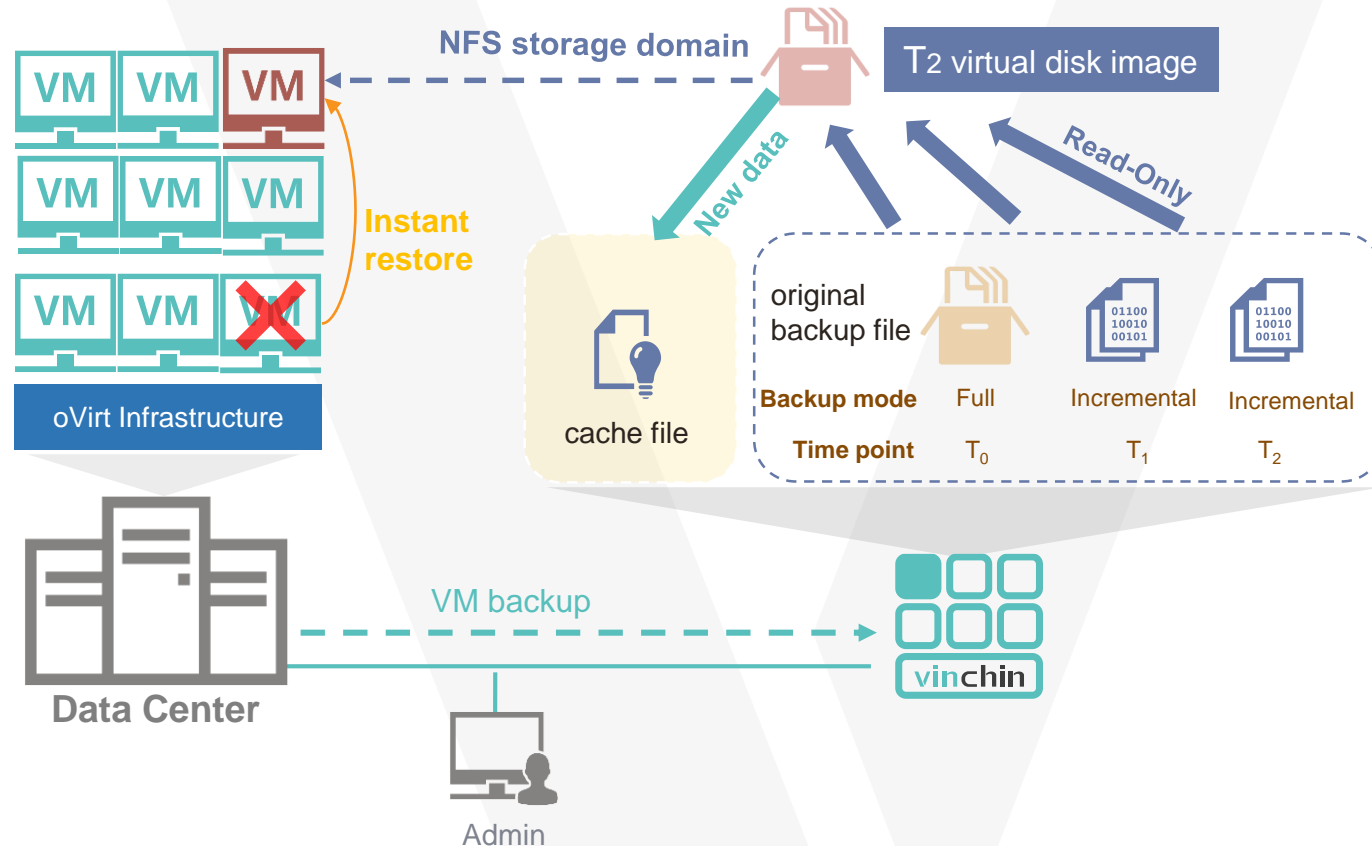 NFS storage domain
T2 virtual disk image
VM VM VM
VM VM VM
VM VM VM
Instant
restore
New data
Read-Only
oVirt Infrastructure
cache file
original
backup file
01100
10010
00101
01100
10010
00101
Backup mode Full Incremental Incremental
Time point T0 T1 T2
VM backup
vinchin
Data Center
Admin